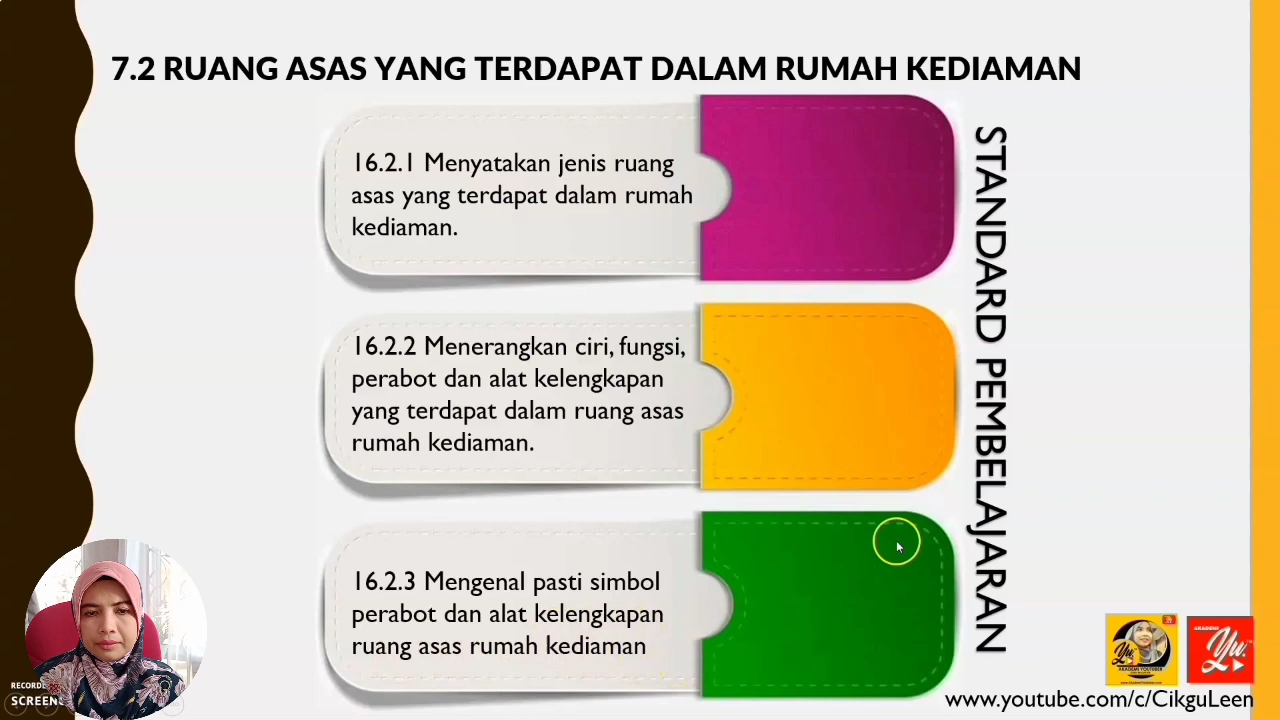 7.2 RUANG ASAS YANG TERDAPAT DALAM RUMAH KEDIAMAN
16.2.1 Menyatakan jenis ruang
asas yang terdapat dalam rumah
kediaman.
16.2.2 Menerangkan ciri, fungsi,
perabot dan alat kelengkapan
yang terdapat dalam ruang asas
rumah kediaman.
16.2.3 Mengenal pasti simbol
perabot dan alat kelengkapan
ruang asas rumah kediaman
STANDARD PEMBELAJARAN
www.youtube.com/c/CikguLeen